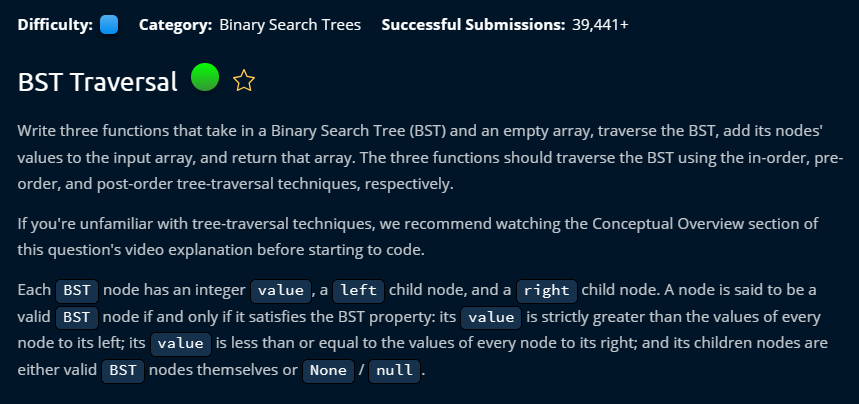 Difficulty: Category: Binary Search Trees Successful Submissions: 39,441+
BST Traversal
Write three functions that take in a Binary Search Tree (BST) and an empty array, traverse the BST, add its nodes'
values to the input array, and return that array. The three functions should traverse the BST using the in-order, pre-
order, and post-order tree-traversal techniques, respectively.
If you're unfamiliar with tree-traversal techniques, we recommend watching the Conceptual Overview section of
this question's video explanation before starting to code.
Each BST node has an integer value, a left child node, and a right child node. A node is said to be a
valid BST node if and only if it satisfies the BST property: its value is strictly greater than the values of every
node to its left; its value is less than or equal to the values of every node to its right; and its children nodes are
either valid BST nodes themselves or None / null.